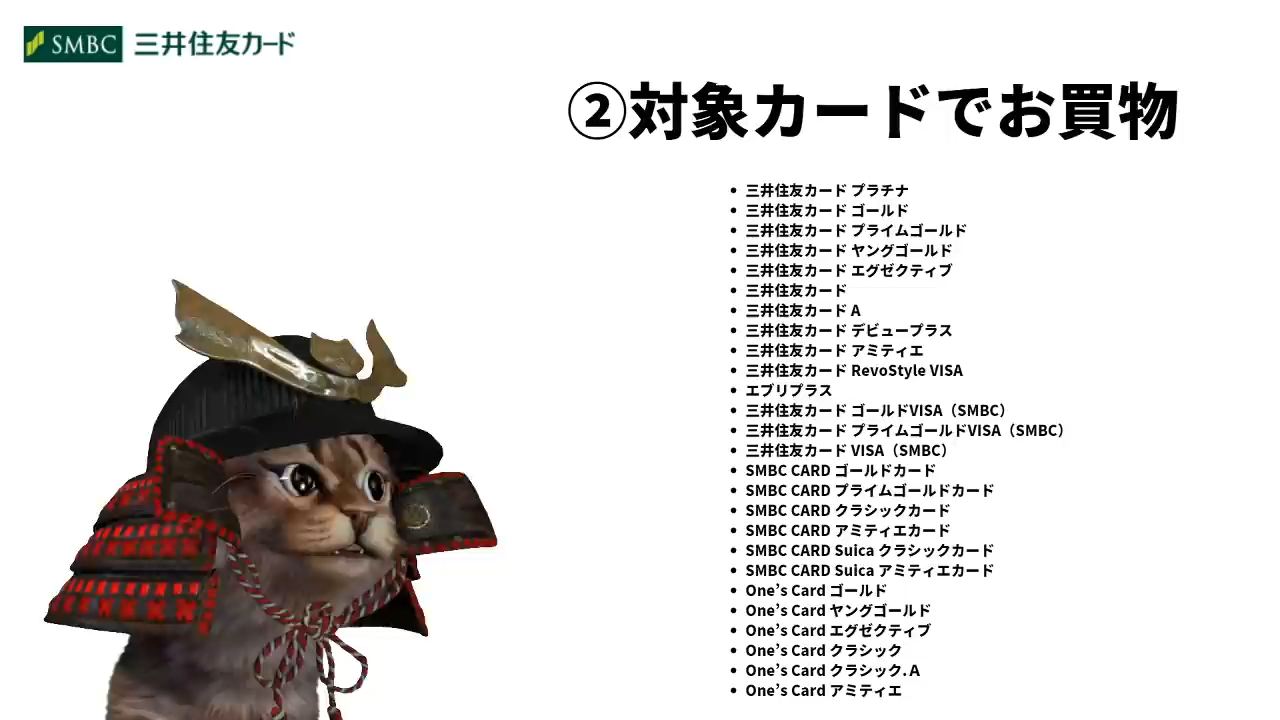 SMBC 三井住友カード
②対象カードでお買物
• 三井住友カード プラチナ
• 三井住友カード ゴールド
• 三井住友カード プライムゴールド
• 三井住友カード ヤングゴールド
• 三井住友カード エグゼクティブ
• 三井住友カード
• 三井住友カード A
• 三井住友カード デビュープラス
• 三井住友カード アミティエ
• 三井住友カード RevoStyle VISA
• エブリプラス
• 三井住友カード ゴールドVISA（SMBC）
• 三井住友カード プライムゴールドVISA（SMBC）
• 三井住友カード VISA（SMBC）
• SMBC CARD ゴールドカード
• SMBC CARD プライムゴールドカード
• SMBC CARD クラシックカード
• SMBC CARD アミティエカード
• SMBC CARD Suica クラシックカード
• SMBC CARD Suica アミティエカード
• One’s Card ゴールド
• One’s Card ヤングゴールド
• One’s Card エグゼクティブ
• One’s Card クラシック
• One’s Card クラシック.A
• One’s Card アミティエ